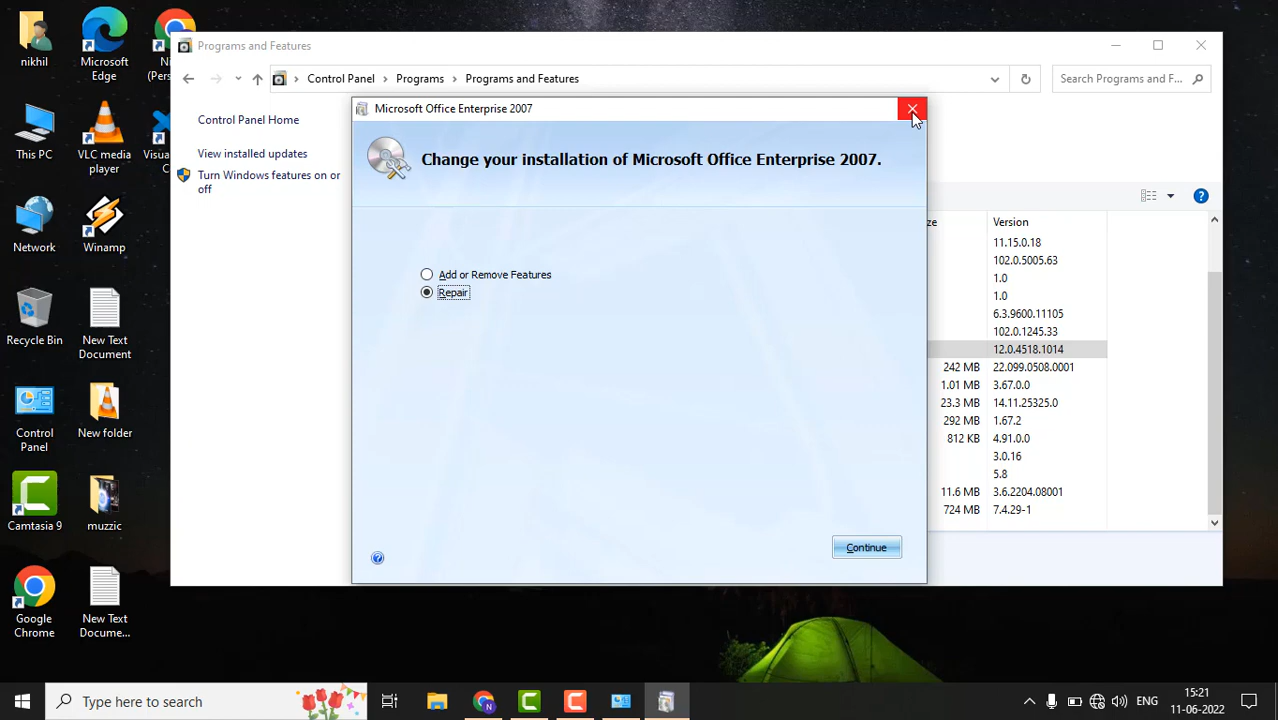 nikhil
Microsoft
Edge
Ni
(Pers
This PC
VLC media
player
Visua
C
Network
Winamp
Recycle Bin
New Text
Document
Control
Panel
New folder
Camtasia 9
muzzic
Google
Chrome
New Text
Docume...
Programs and Features
Control Panel > Programs > Programs and Features
Search Programs and F...
Control Panel Home
View installed updates
Turn Windows features on or
off
Microsoft Office Enterprise 2007
Change your installation of Microsoft Office Enterprise 2007.
Add or Remove Features
Repair
Continue
ze Version
11.15.0.18
102.0.5005.63
1.0
1.0
6.3.9600.11105
102.0.1245.33
12.0.4518.1014
242 MB 22.099.0508.0001
1.01 MB 3.67.0.0
23.3 MB 14.11.25325.0
292 MB 1.67.2
812 KB 4.91.0.0
3.0.16
5.8
11.6 MB 3.6.2204.08001
724 MB 7.4.29-1
Type here to search
ENG
15:21
11-06-2022